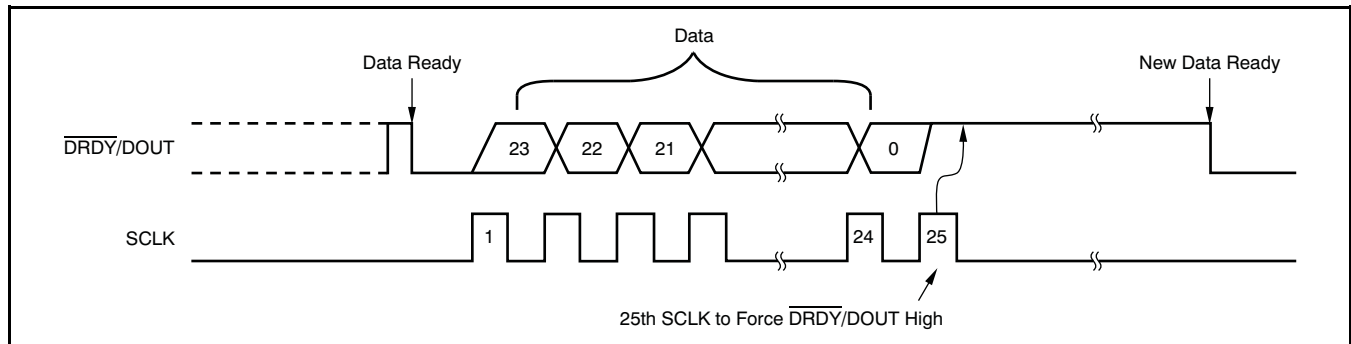 Data
Data Ready
New Data Ready
DRDY/DOUT
23
22
21
0
SCLK
1
24
25
25th SCLK to Force DRDY/DOUT High